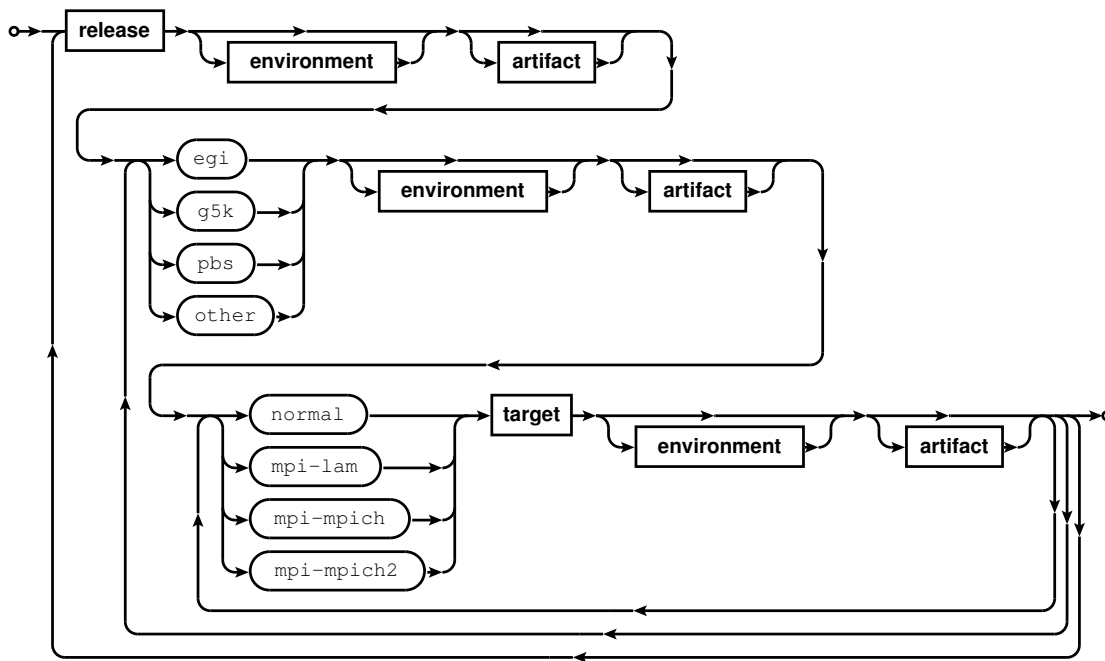 release
environment
artifact
egi
environment
artifact
g5k
pbs
other
normal
target
environment
artifact
mpi-lam
mpi-mpich
mpi-mpich2